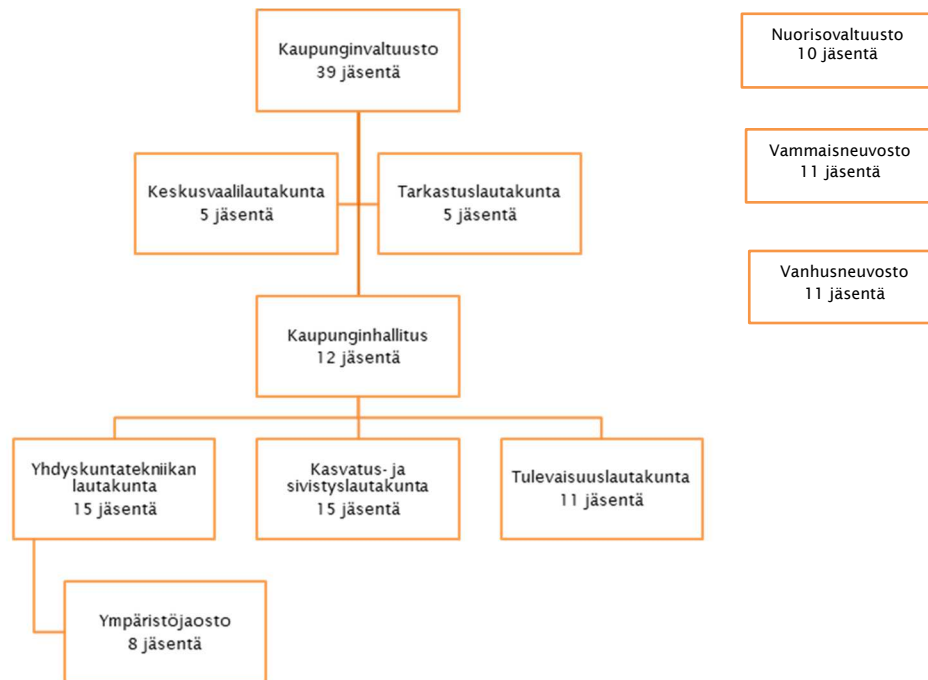 Kaupunginvaltuusto
39 jäsentä
Nuorisovaltuusto
10 jäsentä
Vammaisneuvosto
11 jäsentä
Keskusvaalilautakunta
5 jäsentä
Tarkastuslautakunta
5 jäsentä
Vanhusneuvosto
11 jäsentä
Kaupunginhallitus
12 jäsentä
Yhdyskuntatekniikan
lautakunta
15 jäsentä
Kasvatus- ja
sivistyslautakunta
15 jäsentä
Tulevaisuuslautakunta
11 jäsentä
Ympäristöjaosto
8 jäsentä